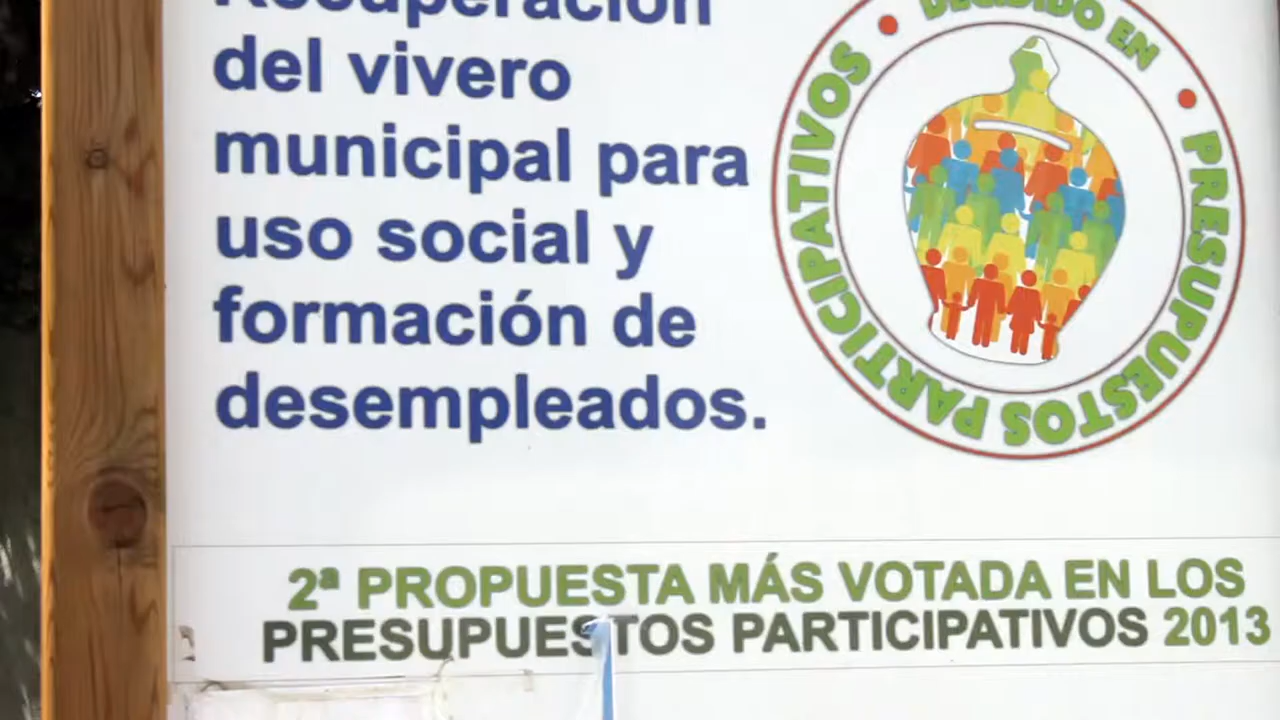 Recuperación
del vivero
municipal para
uso social y
formación de
desempleados.
DECIDIDO EN
PRESUPUESTOS PARTICIPATIVOS
2ª PROPUESTA MÁS VOTADA EN LOS
PRESUPUESTOS PARTICIPATIVOS 2013